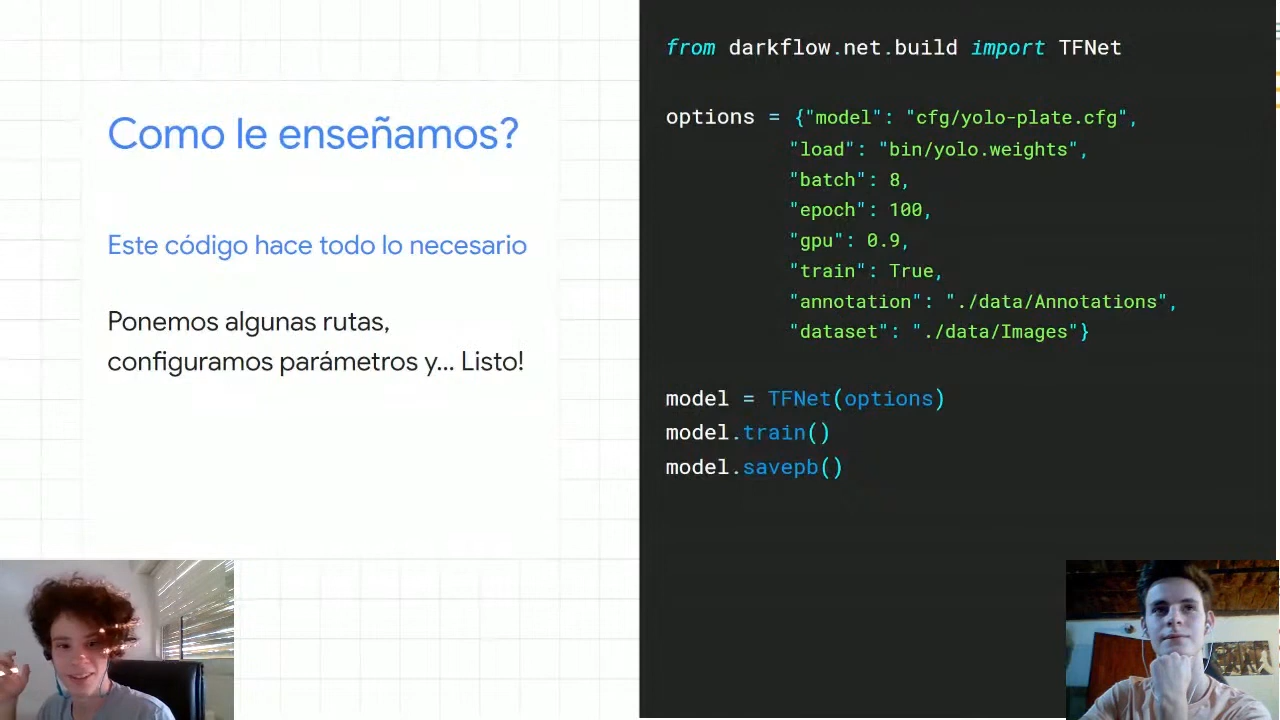 Como le enseñamos?
Este código hace todo lo necesario
Ponemos algunas rutas,
configuramos parámetros y... Listo!
from darkflow.net.build import TFNet
options = {"model": "cfg/yolo-plate.cfg",
"load": "bin/yolo.weights",
"batch": 8,
"epoch": 100,
"gpu": 0.9,
"train": True,
"annotation": "./data/Annotations",
"dataset": "./data/Images"}
model = TFNet(options)
model.train()
model.savepb()